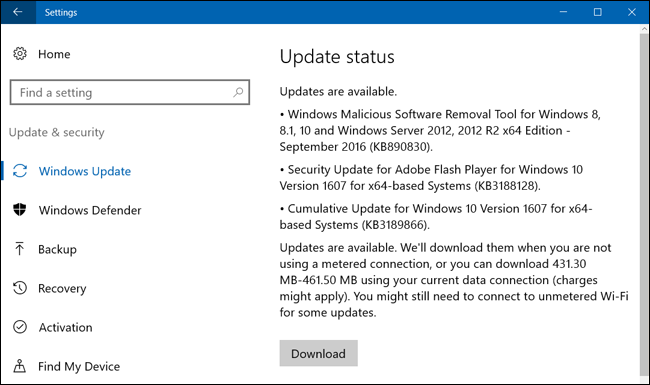 Settings
Home
Find a setting
Update & security
Windows Update
Windows Defender
Backup
Recovery
Activation
Find My Device
Update status
Updates are available.
• Windows Malicious Software Removal Tool for Windows 8,
8.1, 10 and Windows Server 2012, 2012 R2 x64 Edition -
September 2016 (KB890830).
• Security Update for Adobe Flash Player for Windows 10
Version 1607 for x64-based Systems (KB3188128).
• Cumulative Update for Windows 10 Version 1607 for x64-
based Systems (KB3189866).
Updates are available. We'll download them when you are not
using a metered connection, or you can download 431.30
MB-461.50 MB using your current data connection (charges
might apply). You might still need to connect to unmetered Wi-Fi
for some updates.
Download